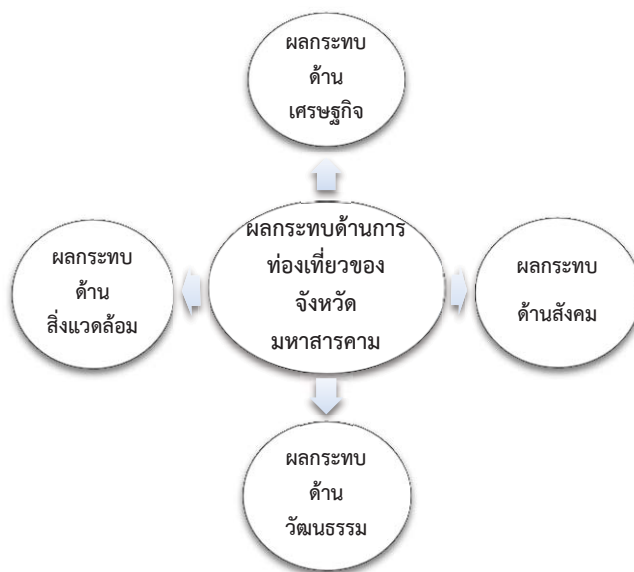 ผลกระทบ
ด้าน
เศรษฐกิจ
ผลกระทบด้านการ
ท่องเที่ยวของ
จังหวัด
มหาสารคาม
ผลกระทบ
ด้าน
สิ่งแวดล้อม
ผลกระทบ
ด้านสังคม
ผลกระทบ
ด้าน
วัฒนธรรม